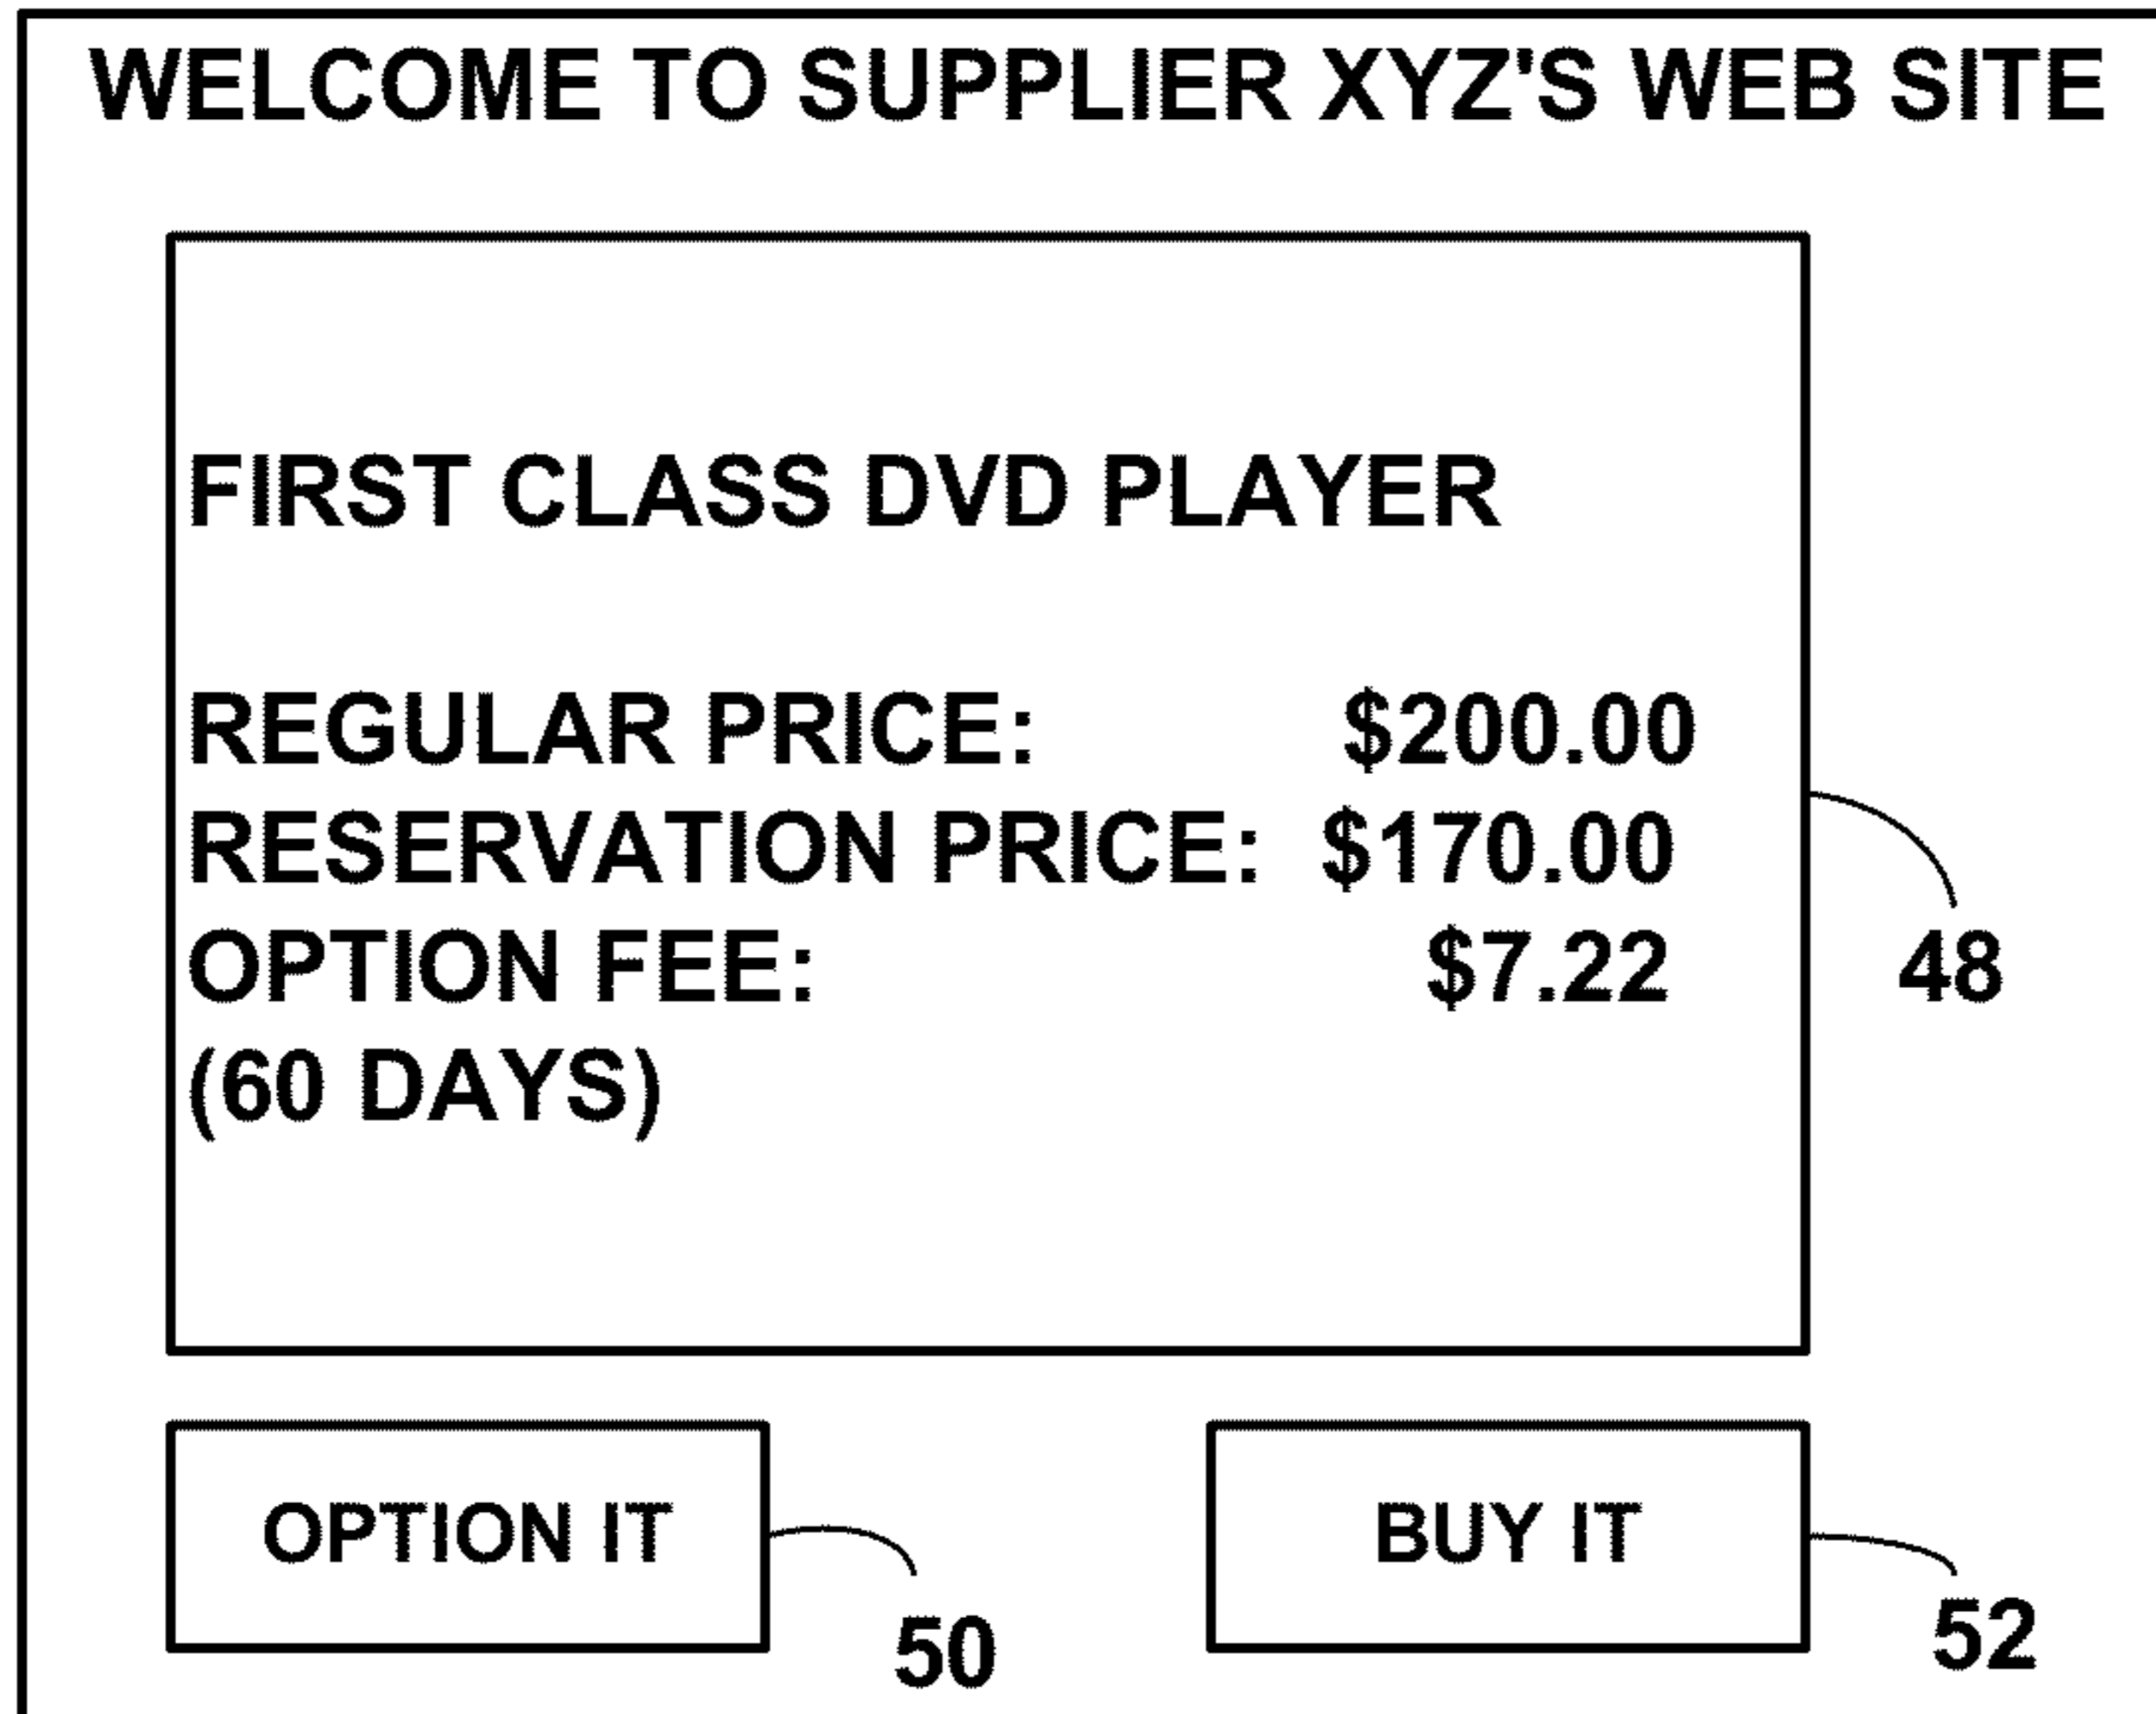 WELCOME TO SUPPLIER XYZ'S WEB SITE
FIRST CLASS DVD PLAYER
REGULAR PRICE: $200.00
RESERVATION PRICE: $170.00
OPTION FEE: $7.22
(60 DAYS)
48
OPTION IT
50
BUY IT
52